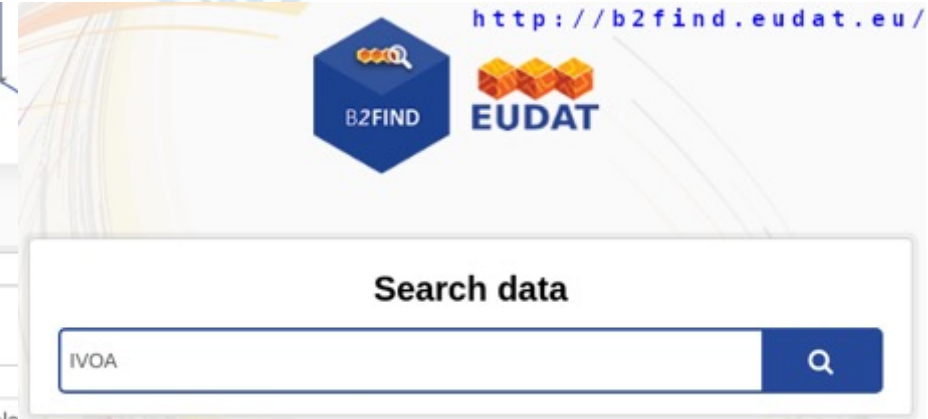 http://b2find.eudat.eu/
B2FIND
EUDAT
Search data
IVOA